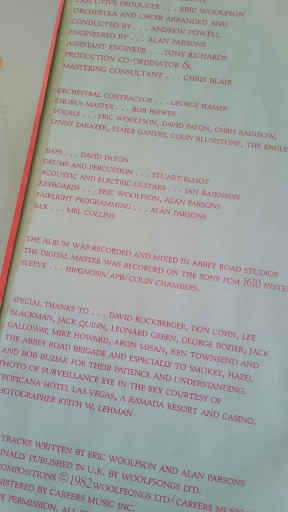 EXECUTIVE PRODUCER . . . ERIC WOOLFSON
ORCHESTRA AND CHOIR ARRANGED AND
CONDUCTED BY . . . ANDREW POWELL
ENGINEERED BY . . . ALAN PARSONS
ASSISTANT ENGINEER . . . TONY RICHARDS
PRODUCTION CO-ORDINATOR &
MASTERING CONSULTANT . . . CHRIS BLAIR
ORCHESTRAL CONTRACTOR . . . GEORGE HAMER
CHORUS MASTER . . . BOB HOWES
VOCALS . . . ERIC WOOLFSON, DAVID PATON, CHRIS RAINBOW,
LENNY ZAKATEK, ELMER GANTRY, COLIN BLUNSTONE, THE ENGLISH
BASS . . . DAVID PATON
DRUMS AND PERCUSSION . . . STUART ELLIOT
ACOUSTIC AND ELECTRIC GUITARS . . . IAN BAIRNSON
KEYBOARDS . . . ERIC WOOLFSON, ALAN PARSONS
FAIRLIGHT PROGRAMMING . . . ALAN PARSONS
SAX . . . MEL COLLINS
THE ALBUM WAS RECORDED AND MIXED IN ABBEY ROAD STUDIOS
THE DIGITAL MASTER WAS RECORDED ON THE SONY PCM 1610 SYSTEM
SLEEVE . . . HIPGNOSIS/APB/COLIN CHAMBERS.
SPECIAL THANKS TO . . . DAVID ROCKBERGER, DON COVIS, LEE
BLACKMAN, JACK QUINN, LEONARD GREEN, GEORGE BOZIER, JACK
GALLOWAY, MIKE HOWARD, ARUN SHEAN, KEN TOWNSEND AND
THE ABBEY ROAD BRIGADE AND ESPECIALLY TO SMOKEY, HAZEL
AND BOB BUZIAK FOR THEIR PATIENCE AND UNDERSTANDING.
PHOTO OF SURVEILLANCE EYE IN THE SKY COURTESY OF
TROPICANA HOTEL LAS VEGAS, A RAMADA RESORT AND CASINO,
PHOTOGRAPHER KEITH W. LEHMAN
TRACKS WRITTEN BY ERIC WOOLFSON AND ALAN PARSONS
PUBLISHED IN U.K. BY WOOLFSONGS LTD.
COMPOSITIONS © 1982 WOOLFSONGS LTD/CAREERS MUSIC
BY CAREERS MUSIC INC.
PERMISSION. ALL